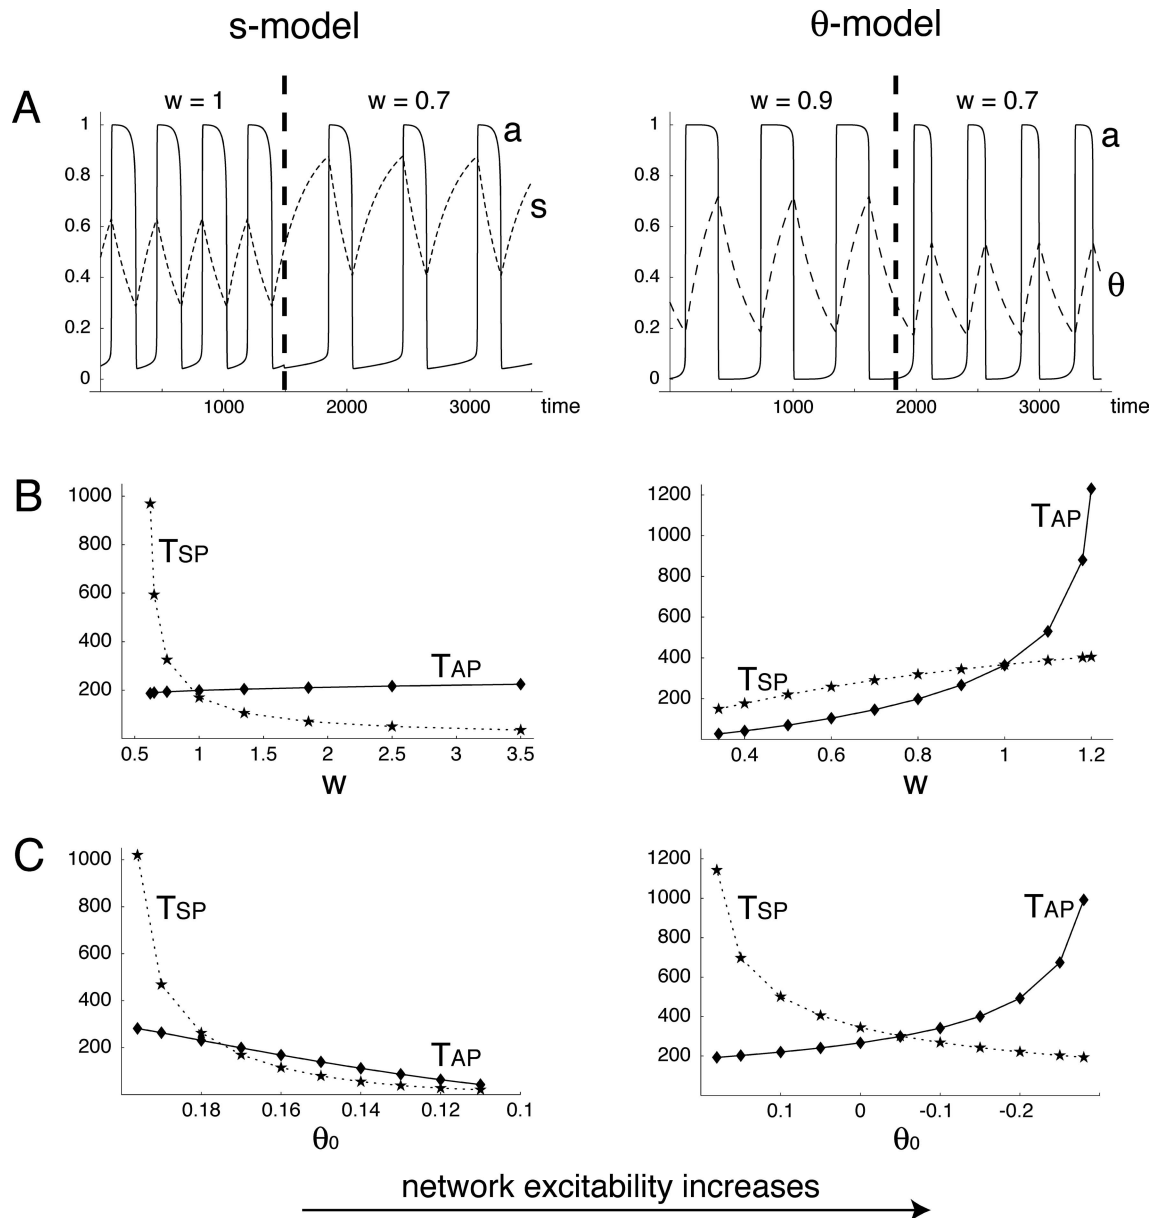 s-model
θ-model
A
w = 1
w = 0.7
1
0.8
0.6
0.4
0.2
0
a
s
1000
2000
3000
time
w = 0.9
w = 0.7
1
0.8
0.6
0.4
0.2
0
a
θ
1000
2000
3000
time
B
1000
800
600
400
200
TSP
TAP
0.5
1
1.5
2
2.5
3
3.5
w
1200
1000
800
600
400
200
TSP
TAP
0.4
0.6
0.8
1
1.2
w
C
1000
800
600
400
200
TSP
TAP
0.18
0.16
0.14
0.12
0.1
θ0
1200
1000
800
600
400
200
TSP
TAP
0.1
0
-0.1
-0.2
θ0
network excitability increases